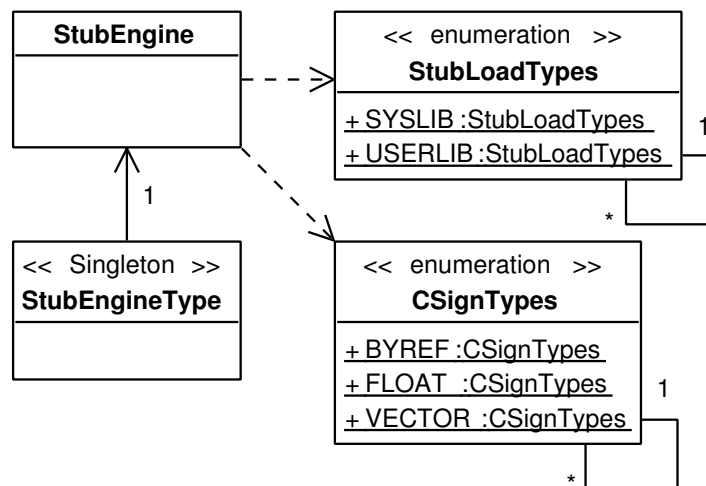 StubEngine
<< enumeration >>
StubLoadTypes
+ SYSLIB :StubLoadTypes
+ USERLIB :StubLoadTypes
1
*
1
<< Singleton >>
StubEngineType
<< enumeration >>
CSignTypes
+ BYREF :CSignTypes
+ FLOAT :CSignTypes
+ VECTOR :CSignTypes
1
*